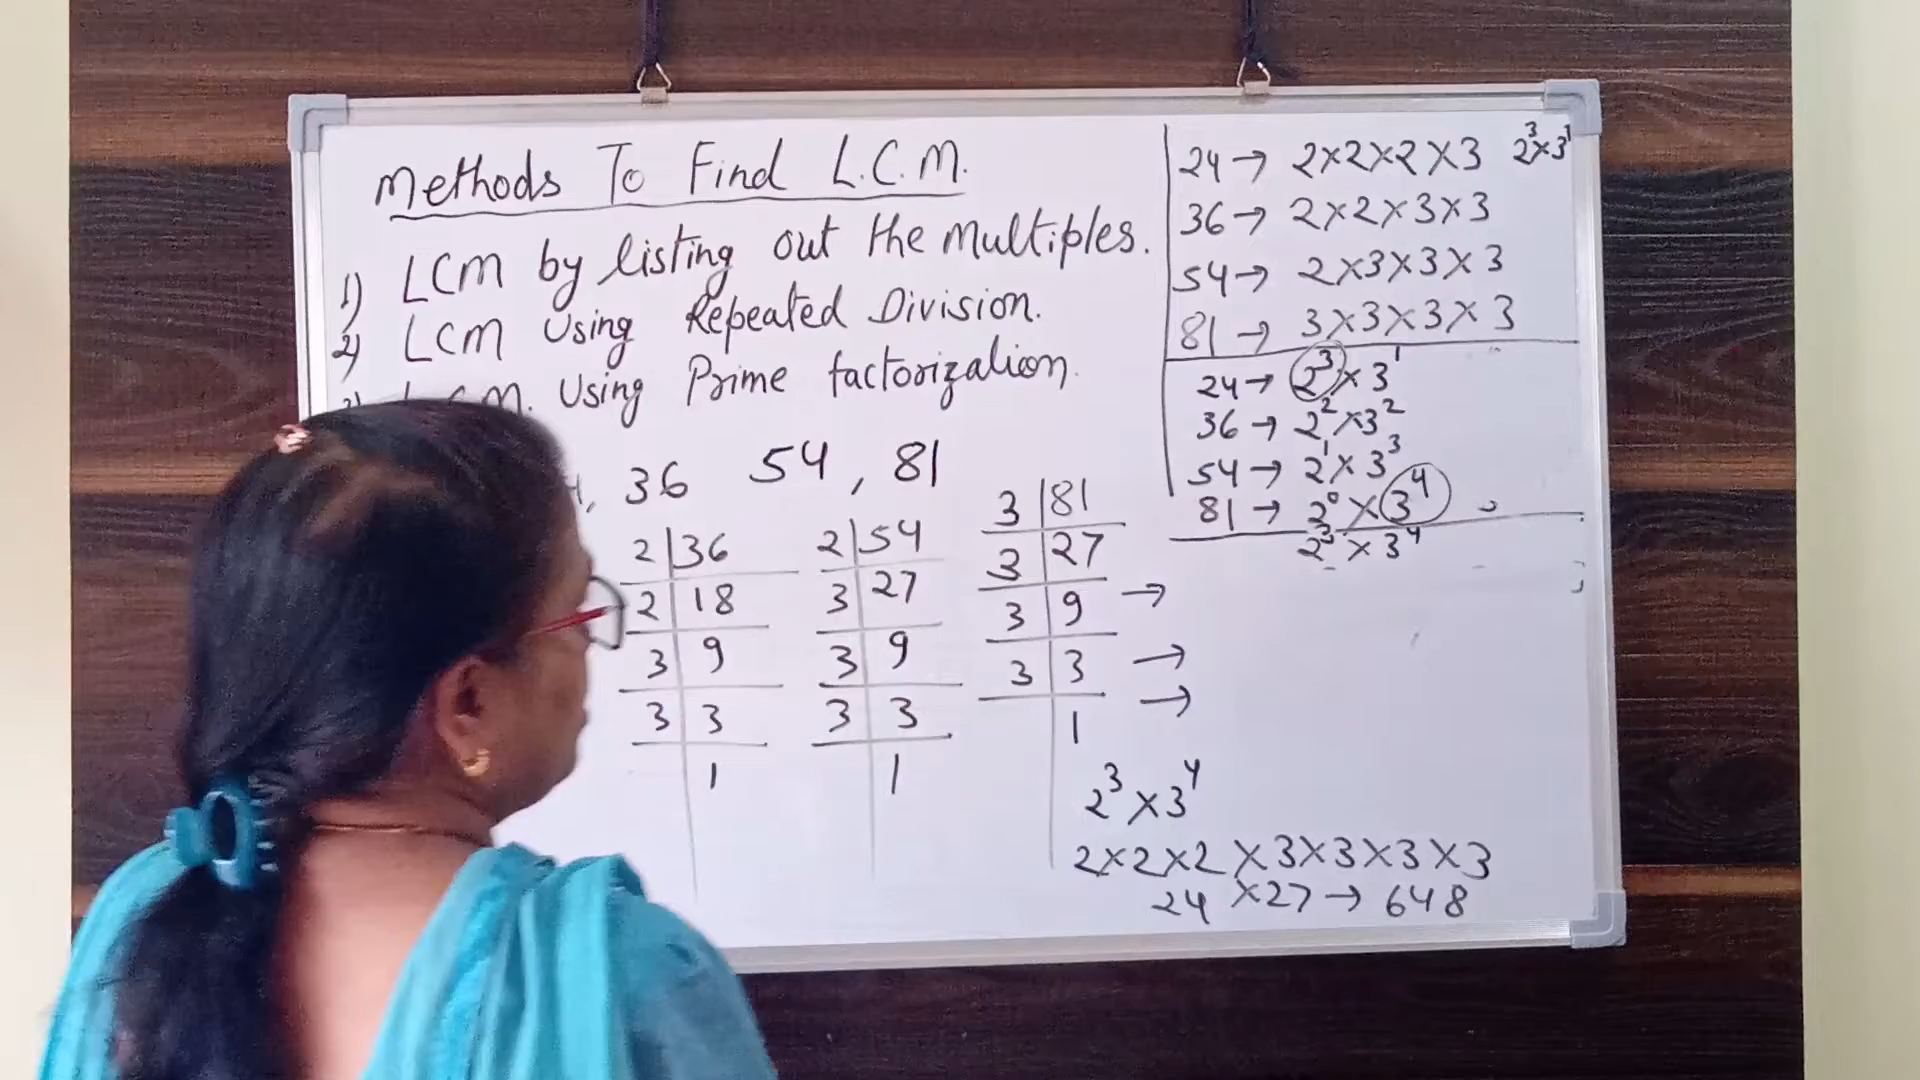 Methods To Find L.C.M.
1) LCM by listing out the Multiples.
2) LCM Using Repeated Division.
Using Prime factorization.
, 36 54 , 81
2 | 36
2 | 18
3 | 9
3 | 3
1
2 | 54
3 | 27
3 | 9
3 | 3
1
3 | 81
3 | 27
3 | 9 →
3 | 3 →
→
1
24 → 2×2×2×3 2³×3¹
36 → 2×2×3×3
54 → 2×3×3×3
81 → 3×3×3×3
24 → 2³×3¹
36 → 2²×3²
54 → 2¹×3³
81 → 2⁰×3⁴
2³×3⁴
2³×3⁴
2×2×2×3×3×3×3
24 ×27 → 648